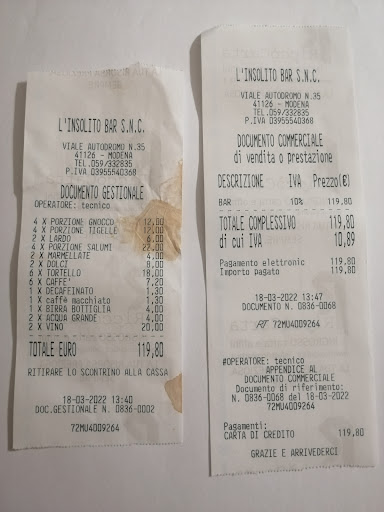 L'INSOLITO BAR S.N.C.
VIALE AUTODROMO N.35
41126 - MODENA
TEL.059/332835
P.IVA 03955540368
DOCUMENTO GESTIONALE
OPERATORE: tecnico
4 X PORZIONE GNOCCO 12,00
4 X PORZIONE TIGELLE 12,00
2 X LARDO 6,00
4 X PORZIONE SALUMI 22,00
2 X MARMELLATE 4,00
2 X DOLCI 8,00
6 X TORTELLO 18,00
6 X CAFFE' 7,20
1 X DECAFFEINATO 1,30
1 X caffè macchiato 1,30
1 X BIRRA BOTTIGLIA 4,00
2 X ACQUA GRANDE 4,00
2 X VINO 20,00
TOTALE EURO 119,80
RITIRARE LO SCONTRINO ALLA CASSA
18-03-2022 13:40
DOC.GESTIONALE N. 0836-0002
72MU4009264
L'INSOLITO BAR S.N.C.
VIALE AUTODROMO N.35
41126 - MODENA
TEL.059/332835
P.IVA 03955540368
DOCUMENTO COMMERCIALE
di vendita o prestazione
DESCRIZIONE IVA Prezzo(€)
BAR 10% 119,80
TOTALE COMPLESSIVO 119,80
di cui IVA 10,89
Pagamento elettronic 119,80
Importo pagato 119,80
18-03-2022 13:47
DOCUMENTO N. 0836-0068
RT 72MU4009264
#OPERATORE: tecnico
APPENDICE AL
DOCUMENTO COMMERCIALE
Documento di riferimento:
N. 0836-0068 del 18-03-2022
72MU4009264
Pagamenti:
CARTA DI CREDITO 119,80
GRAZIE E ARRIVEDERCI